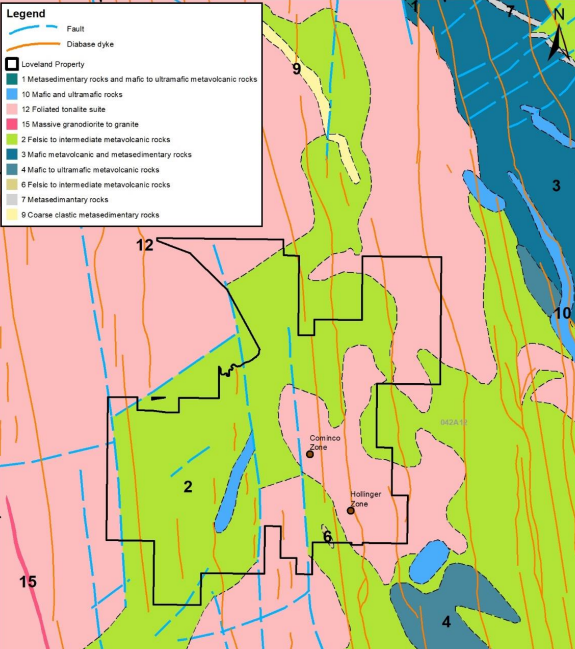 Legend
Fault
Diabase dyke
Loveland Property
1 Metasedimentary rocks and mafic to ultramafic metavolcanic rocks
10 Mafic and ultramafic rocks
12 Foliated tonalite suite
15 Massive granodiorite to granite
2 Felsic to intermediate metavolcanic rocks
3 Mafic metavolcanic and metasedimentary rocks
4 Mafic to ultramafic metavolcanic rocks
6 Felsic to intermediate metavolcanic rocks
7 Metasedimantary rocks
9 Coarse clastic metasedimentary rocks
1
7
N
9
3
12
10
042A12
Cominco
Zone
2
Hollinger
Zone
6
15
4